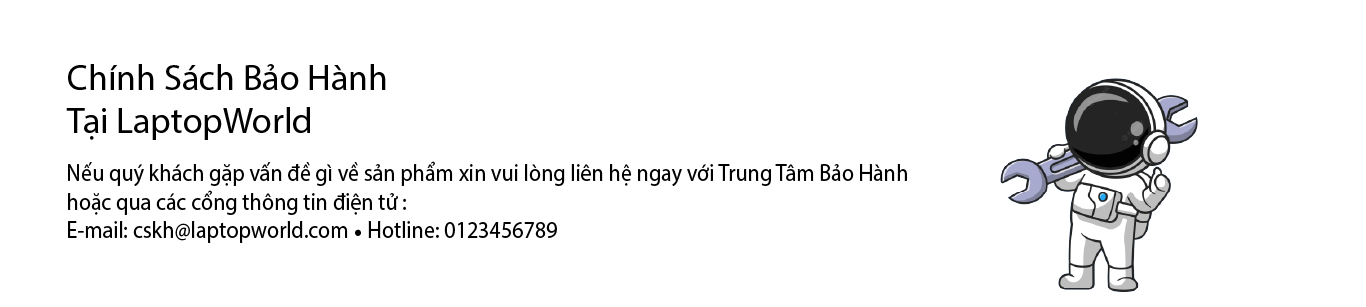 Chính Sách Bảo Hành
Tại LaptopWorld
Nếu quý khách gặp vấn đề gì về sản phẩm xin vui lòng liên hệ ngay với Trung Tâm Bảo Hành
hoặc qua các cổng thông tin điện tử :
E-mail: cskh@laptopworld.com • Hotline: 0123456789